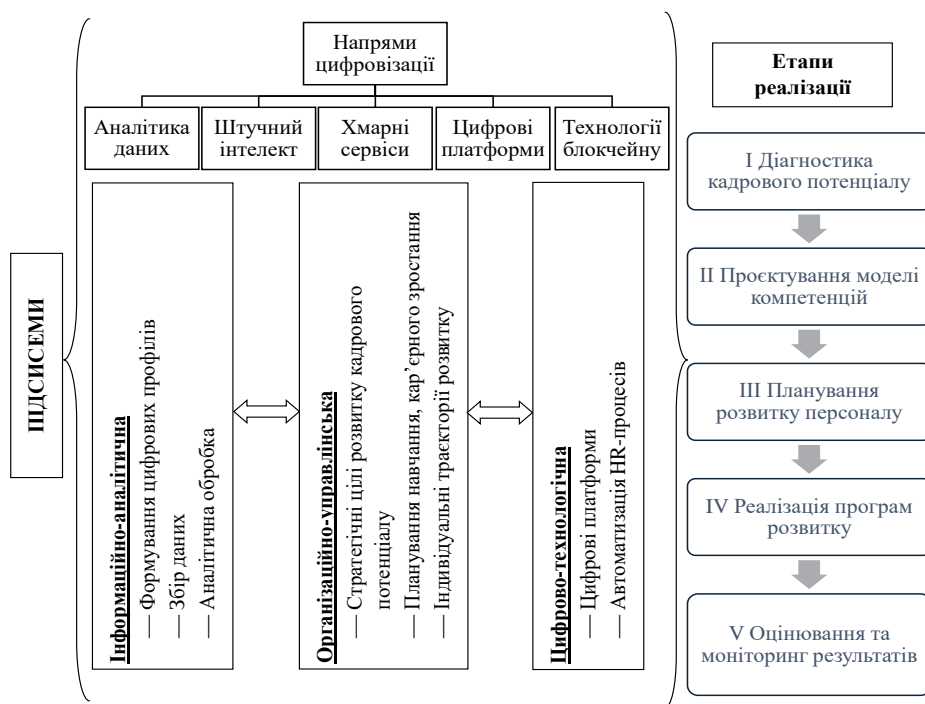 Напрями
цифровізації
Аналітика
даних
Штучний
інтелект
Хмарні
сервіси
Цифрові
платформи
Технології
блокчейну
ПІДСИСЕМИ
Інформаційно-аналітична
— Формування цифрових профілів
— Збір даних
— Аналітична обробка
Організаційно-управлінська
— Стратегічні цілі розвитку кадрового
потенціалу
— Планування навчання, кар’єрного зростання
— Індивідуальні траєкторії розвитку
Цифрово-технологічна
— Цифрові платформи
— Автоматизація HR-процесів
Етапи
реалізації
I Діагностика
кадрового потенціалу
II Проєктування моделі
компетенцій
III Планування
розвитку персоналу
IV Реалізація програм
розвитку
V Оцінювання та
моніторинг результатів